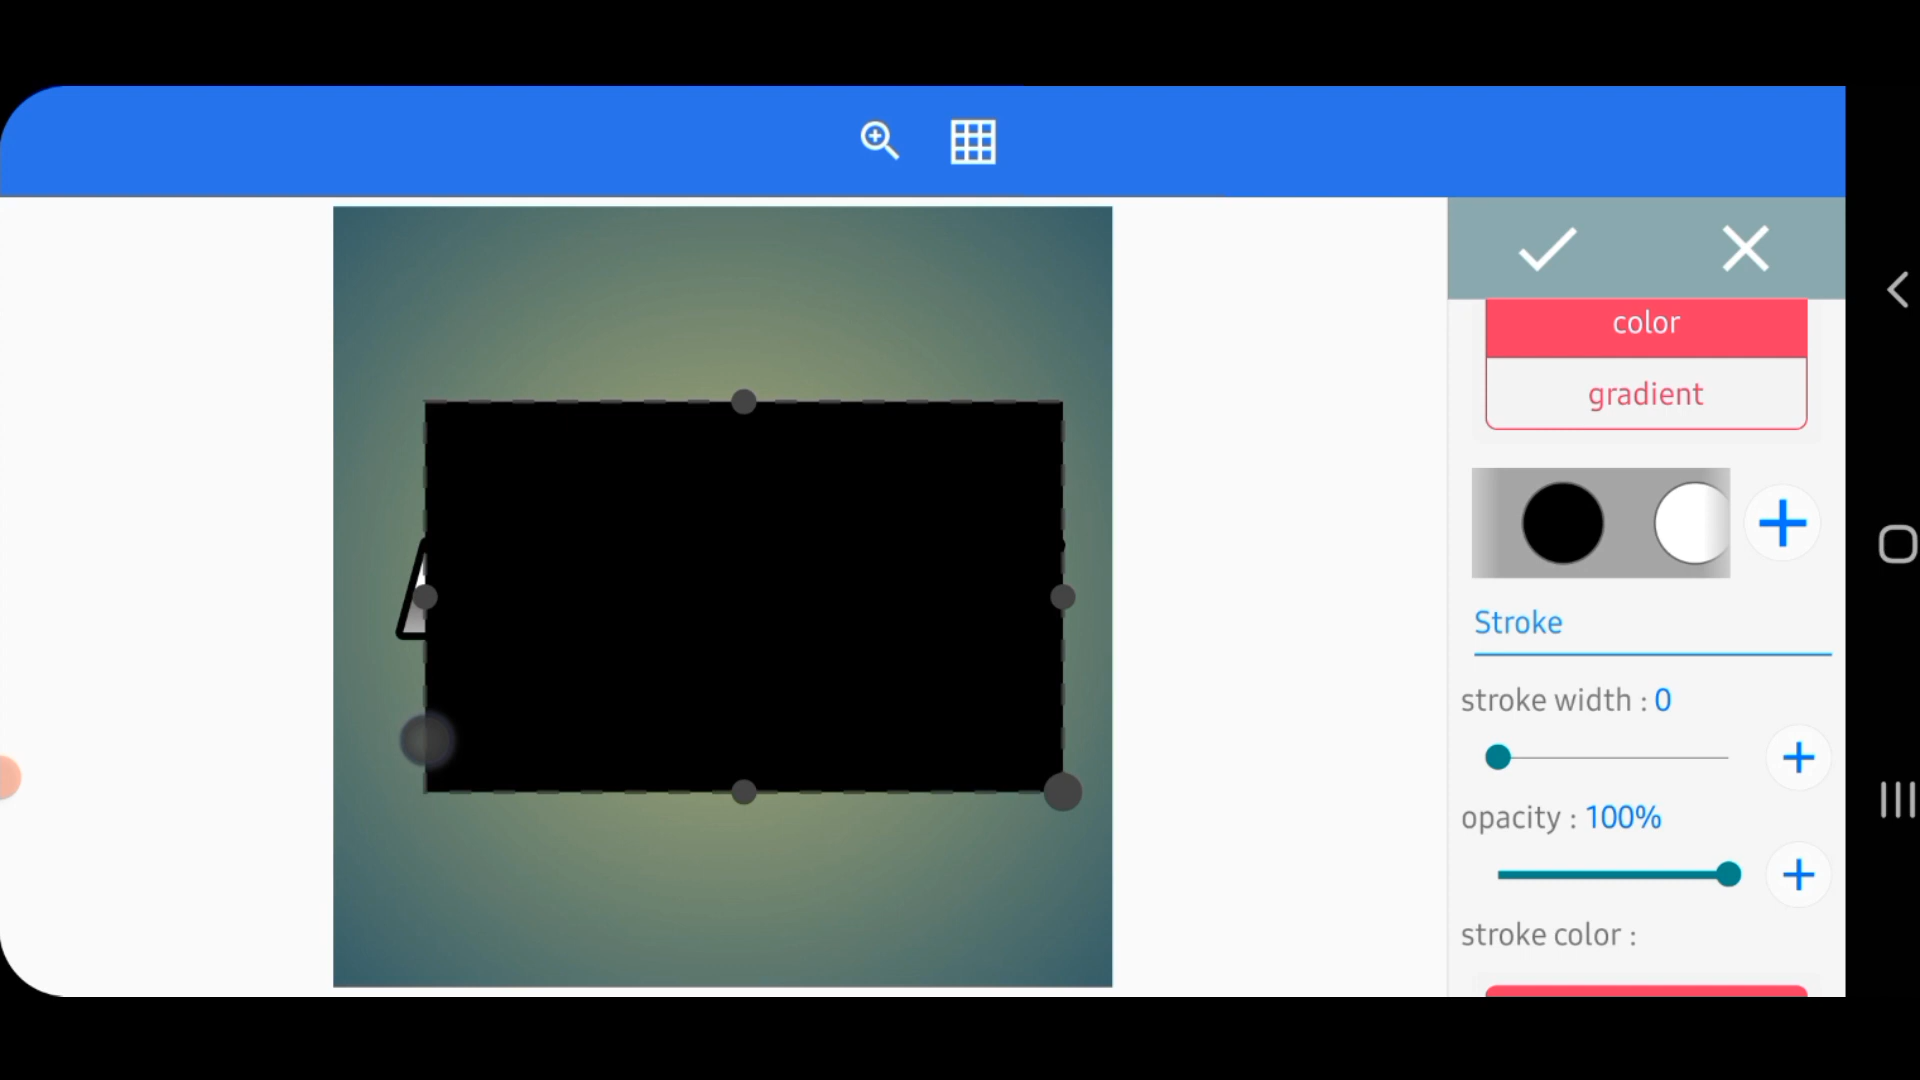 color
gradient
Stroke
stroke width : 0
opacity : 100%
stroke color :